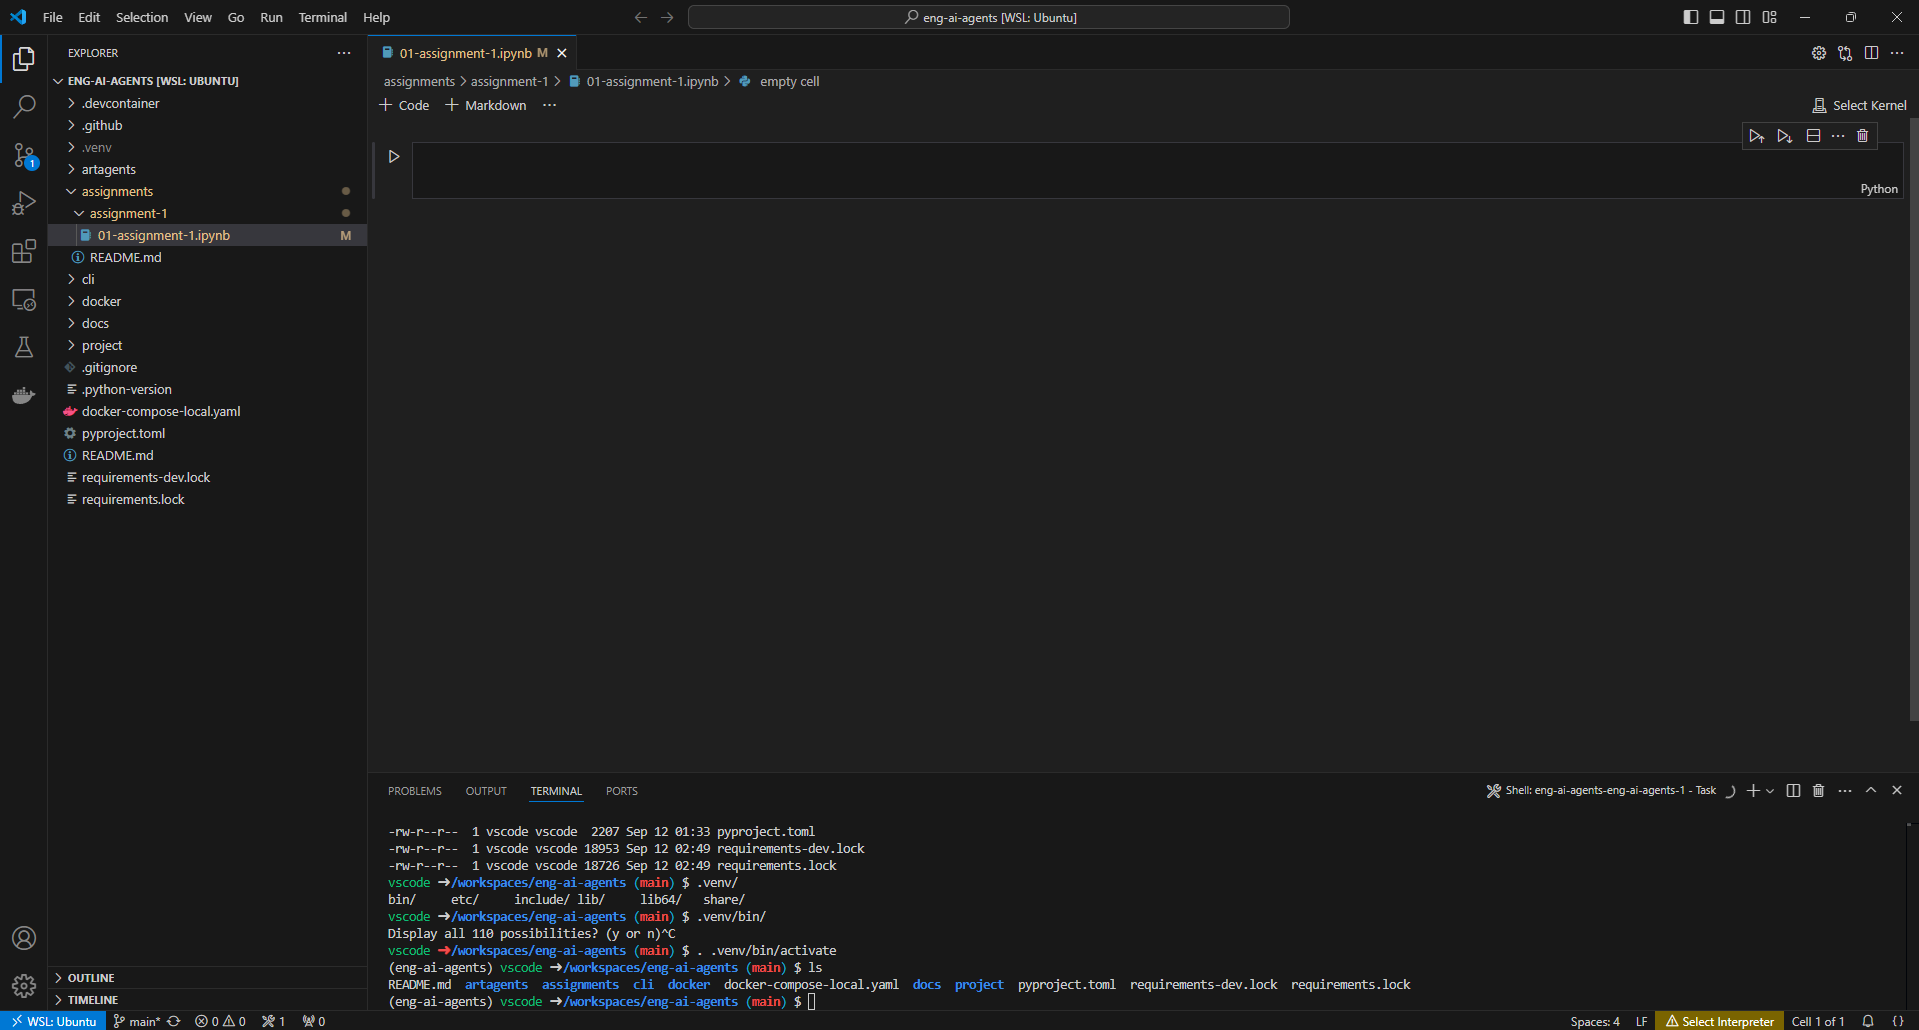 File Edit Selection View Go Run Terminal Help
eng-ai-agents [WSL: Ubuntu]
EXPLORER
ENG-AI-AGENTS [WSL: UBUNTU]
.devcontainer
.github
.venv
artagents
assignments
assignment-1
01-assignment-1.ipynb M
README.md
cli
docker
docs
project
.gitignore
.python-version
docker-compose-local.yaml
pyproject.toml
README.md
requirements-dev.lock
requirements.lock
OUTLINE
TIMELINE
1
01-assignment-1.ipynb M
assignments > assignment-1 > 01-assignment-1.ipynb > empty cell
+ Code + Markdown ...
Select Kernel
Python
PROBLEMS OUTPUT TERMINAL PORTS
Shell: eng-ai-agents-eng-ai-agents-1 - Task
-rw-r--r-- 1 vscode vscode 2207 Sep 12 01:33 pyproject.toml
-rw-r--r-- 1 vscode vscode 18953 Sep 12 02:49 requirements-dev.lock
-rw-r--r-- 1 vscode vscode 18726 Sep 12 02:49 requirements.lock
vscode ➜/workspaces/eng-ai-agents (main) $ .venv/
bin/ etc/ include/ lib/ lib64/ share/
vscode ➜/workspaces/eng-ai-agents (main) $ .venv/bin/
Display all 110 possibilities? (y or n)^C
vscode ➜/workspaces/eng-ai-agents (main) $ . .venv/bin/activate
(eng-ai-agents) vscode ➜/workspaces/eng-ai-agents (main) $ ls
README.md artagents assignments cli docker docker-compose-local.yaml docs project pyproject.toml requirements-dev.lock requirements.lock
(eng-ai-agents) vscode ➜/workspaces/eng-ai-agents (main) $
WSL: Ubuntu main* 0 0 1 0
Spaces: 4 LF Select Interpreter Cell 1 of 1 {}